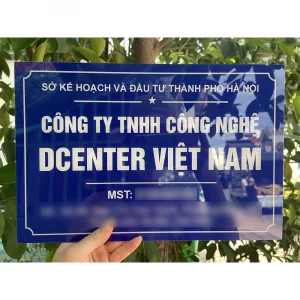 SỞ KẾ HOẠCH VÀ ĐẦU TƯ THÀNH PHỐ HÀ NỘI
CÔNG TY TNHH CÔNG NGHỆ
DCENTER VIỆT NAM
MST: